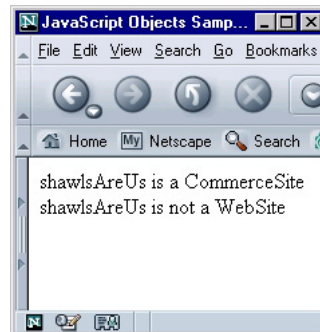 JavaScript Objects Samp...
File Edit View Search Go Bookmarks
Home My Netscape Search
shawlsAreUs is a CommerceSite
shawlsAreUs is not a WebSite